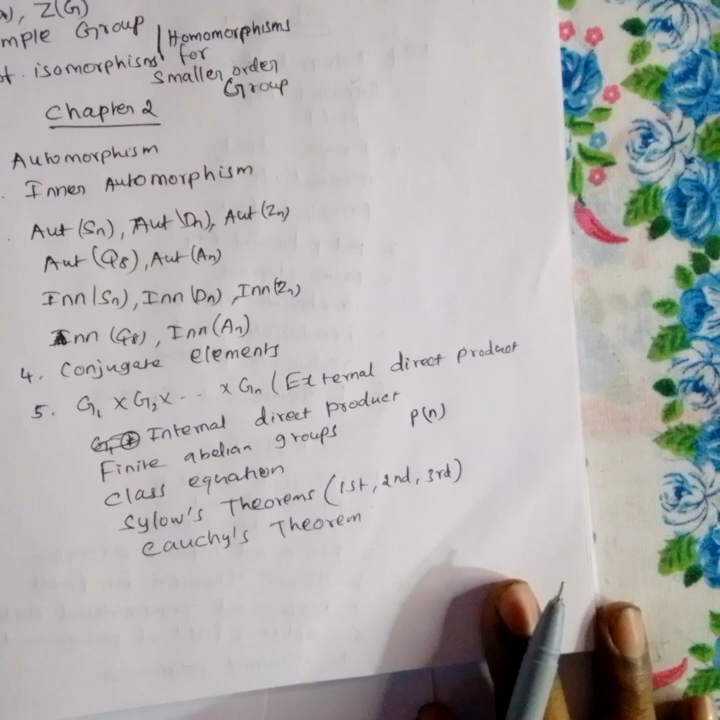 Z(G)
mple Group | Homomorphisms
isomorphisms for
smaller order
Group
Chapter 2
Automorphism
Inner Automorphism
Aut(Sn), Aut(Dn), Aut(Zn)
Aut(Q8), Aut(An)
Inn(Sn), Inn(Dn), Inn(Zn)
Inn(Q8), Inn(An)
4. Conjugate elements
5. G1 × G2 × .. × Gn (External direct product
Internal direct product
Finite abelian groups P(n)
Class equation
Sylow's Theorems (1st, 2nd, 3rd)
Cauchy's Theorem